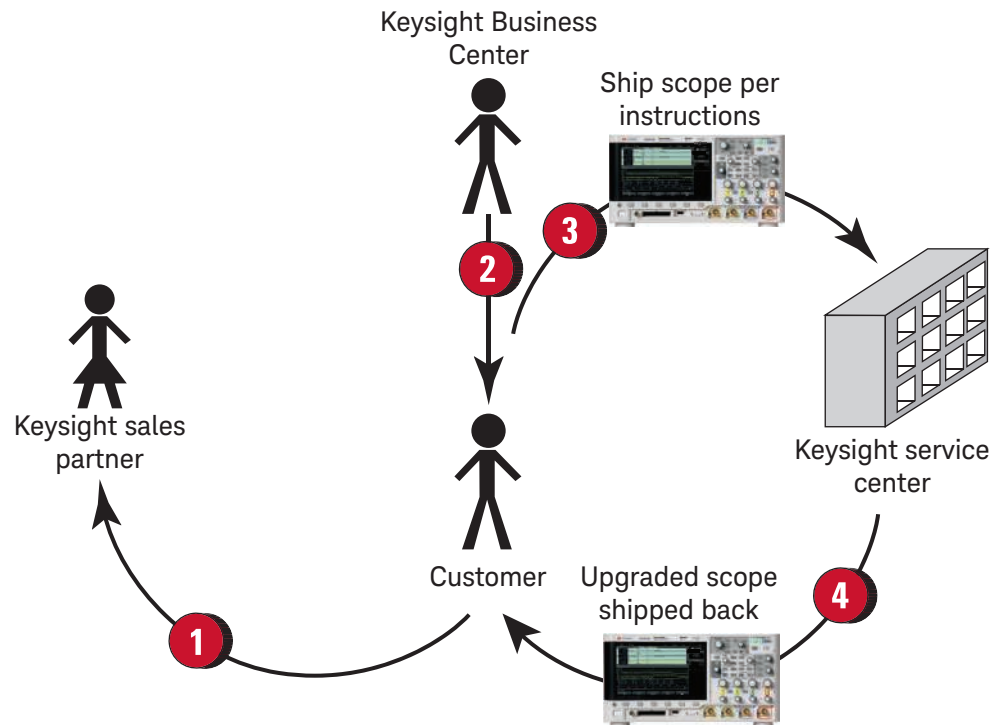 Keysight Business
Center
Ship scope per
instructions
3
2
Keysight sales
partner
Keysight service
center
Customer
Upgraded scope
shipped back
4
1